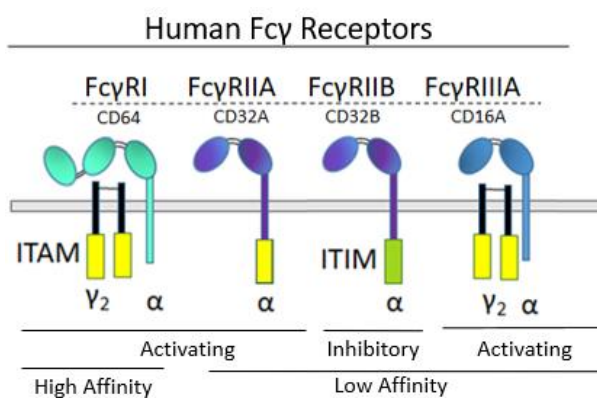 Human Fcγ Receptors
FcγRI FcγRIIA FcγRIIB FcγRIIIA
CD64 CD32A CD32B CD16A
ITAM ITIM
γ2 α α α γ2 α
Activating Inhibitory Activating
High Affinity Low Affinity